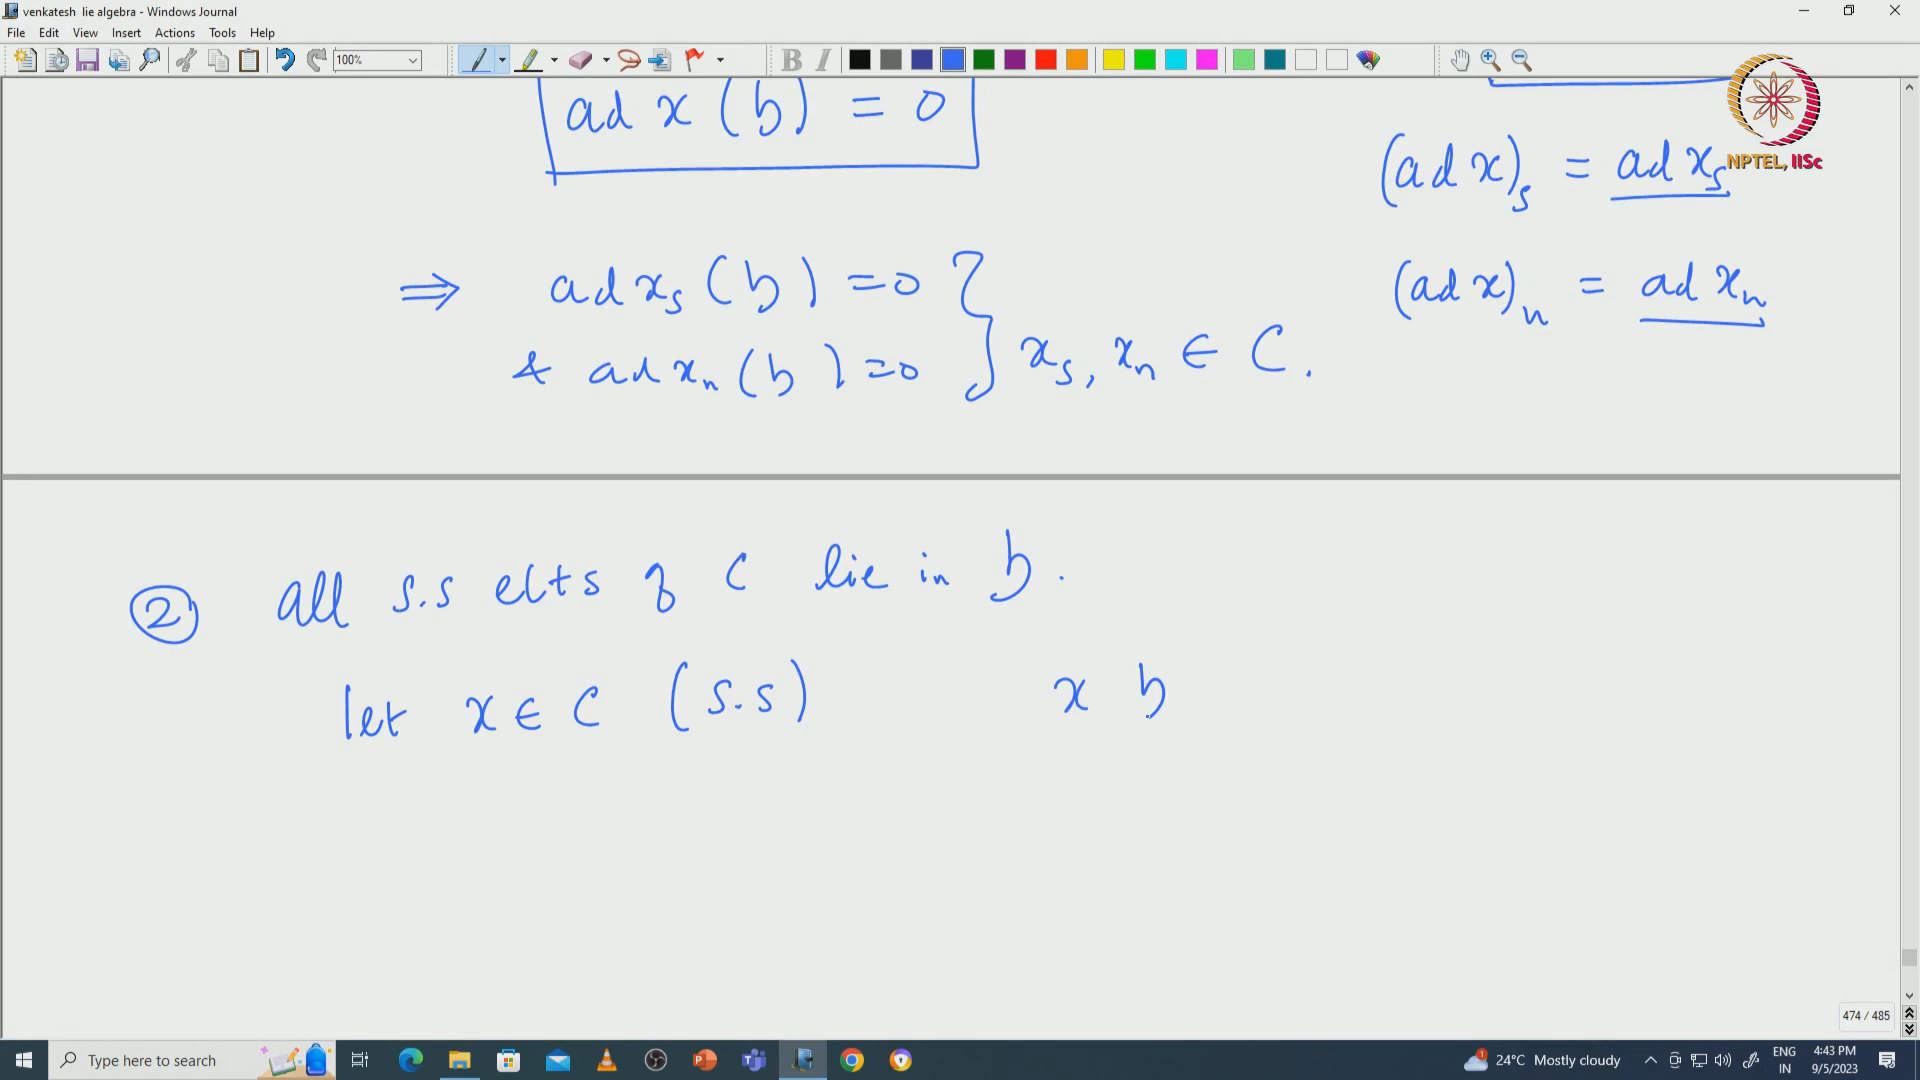 venkatesh lie algebra - Windows Journal
File Edit View Insert Actions Tools Help
100%
B I
ad x (h) = 0
NPTEL, IISc
(ad x)s = ad xs
⇒ ad xs (h) = 0
(ad x)n = ad xn
& ad xn (h) = 0 } xs, xn ∈ C.
② all s.s elts of C lie in h.
let x ∈ C (s.s) x h
474 / 485
Type here to search
24°C Mostly cloudy
ENG
IN
4:43 PM
9/5/2023